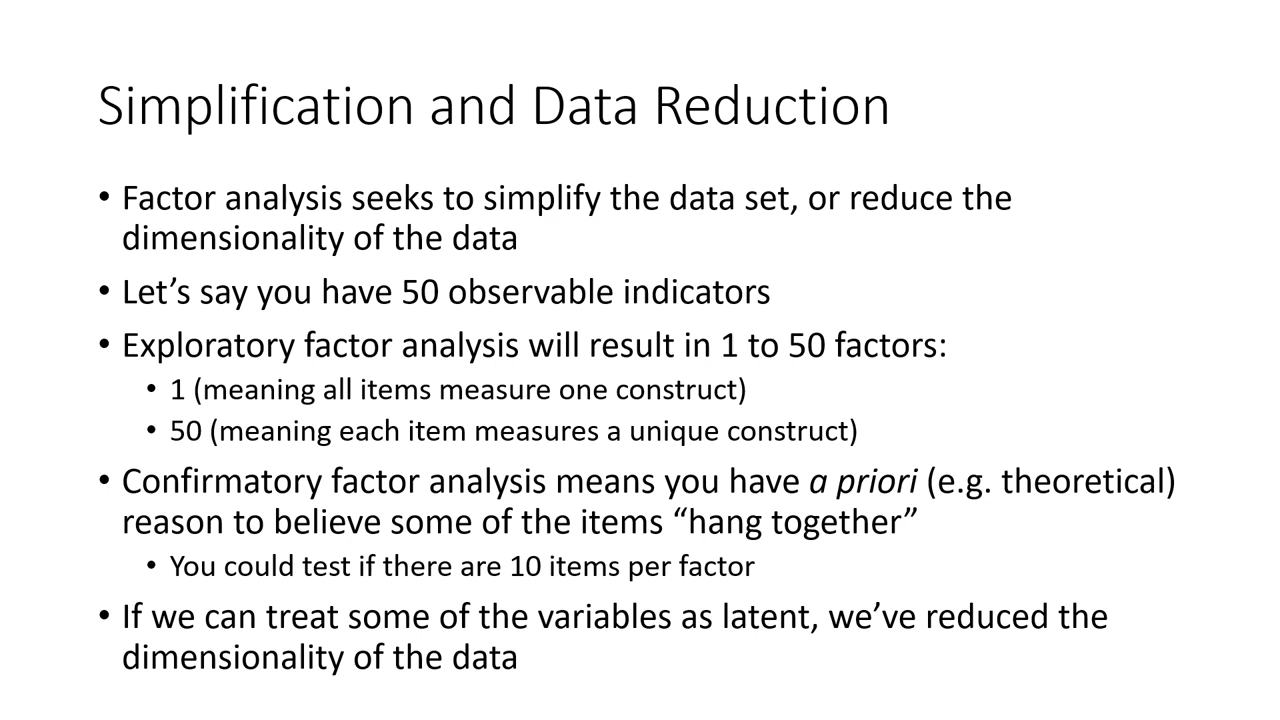 Simplification and Data Reduction
• Factor analysis seeks to simplify the data set, or reduce the
dimensionality of the data
• Let’s say you have 50 observable indicators
• Exploratory factor analysis will result in 1 to 50 factors:
• 1 (meaning all items measure one construct)
• 50 (meaning each item measures a unique construct)
• Confirmatory factor analysis means you have a priori (e.g. theoretical)
reason to believe some of the items “hang together”
• You could test if there are 10 items per factor
• If we can treat some of the variables as latent, we’ve reduced the
dimensionality of the data